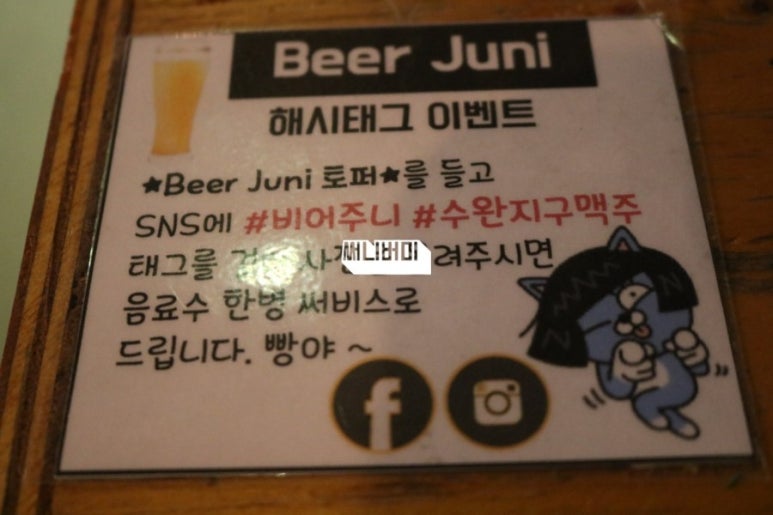 Beer Juni
해시태그 이벤트
★Beer Juni 토퍼★를 들고
SNS에 #비어주니 #수완지구맥주
태그를 려주시면
써니버미
음료수 한병 써비스로
드립니다. 빵야 ~